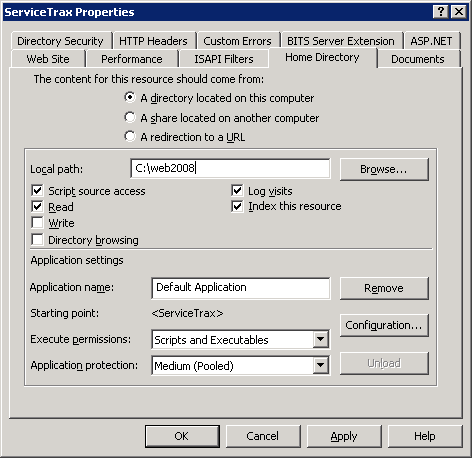 ServiceTrax Properties
Directory Security HTTP Headers Custom Errors BITS Server Extension ASP.NET
Web Site Performance ISAPI Filters Home Directory Documents
The content for this resource should come from:
A directory located on this computer
A share located on another computer
A redirection to a URL
Local path: C:\web2008 Browse...
Script source access Log visits
Read Index this resource
Write
Directory browsing
Application settings
Application name: Default Application Remove
Starting point: <ServiceTrax>
Configuration...
Execute permissions: Scripts and Executables
Application protection: Medium (Pooled) Unload
OK Cancel Apply Help